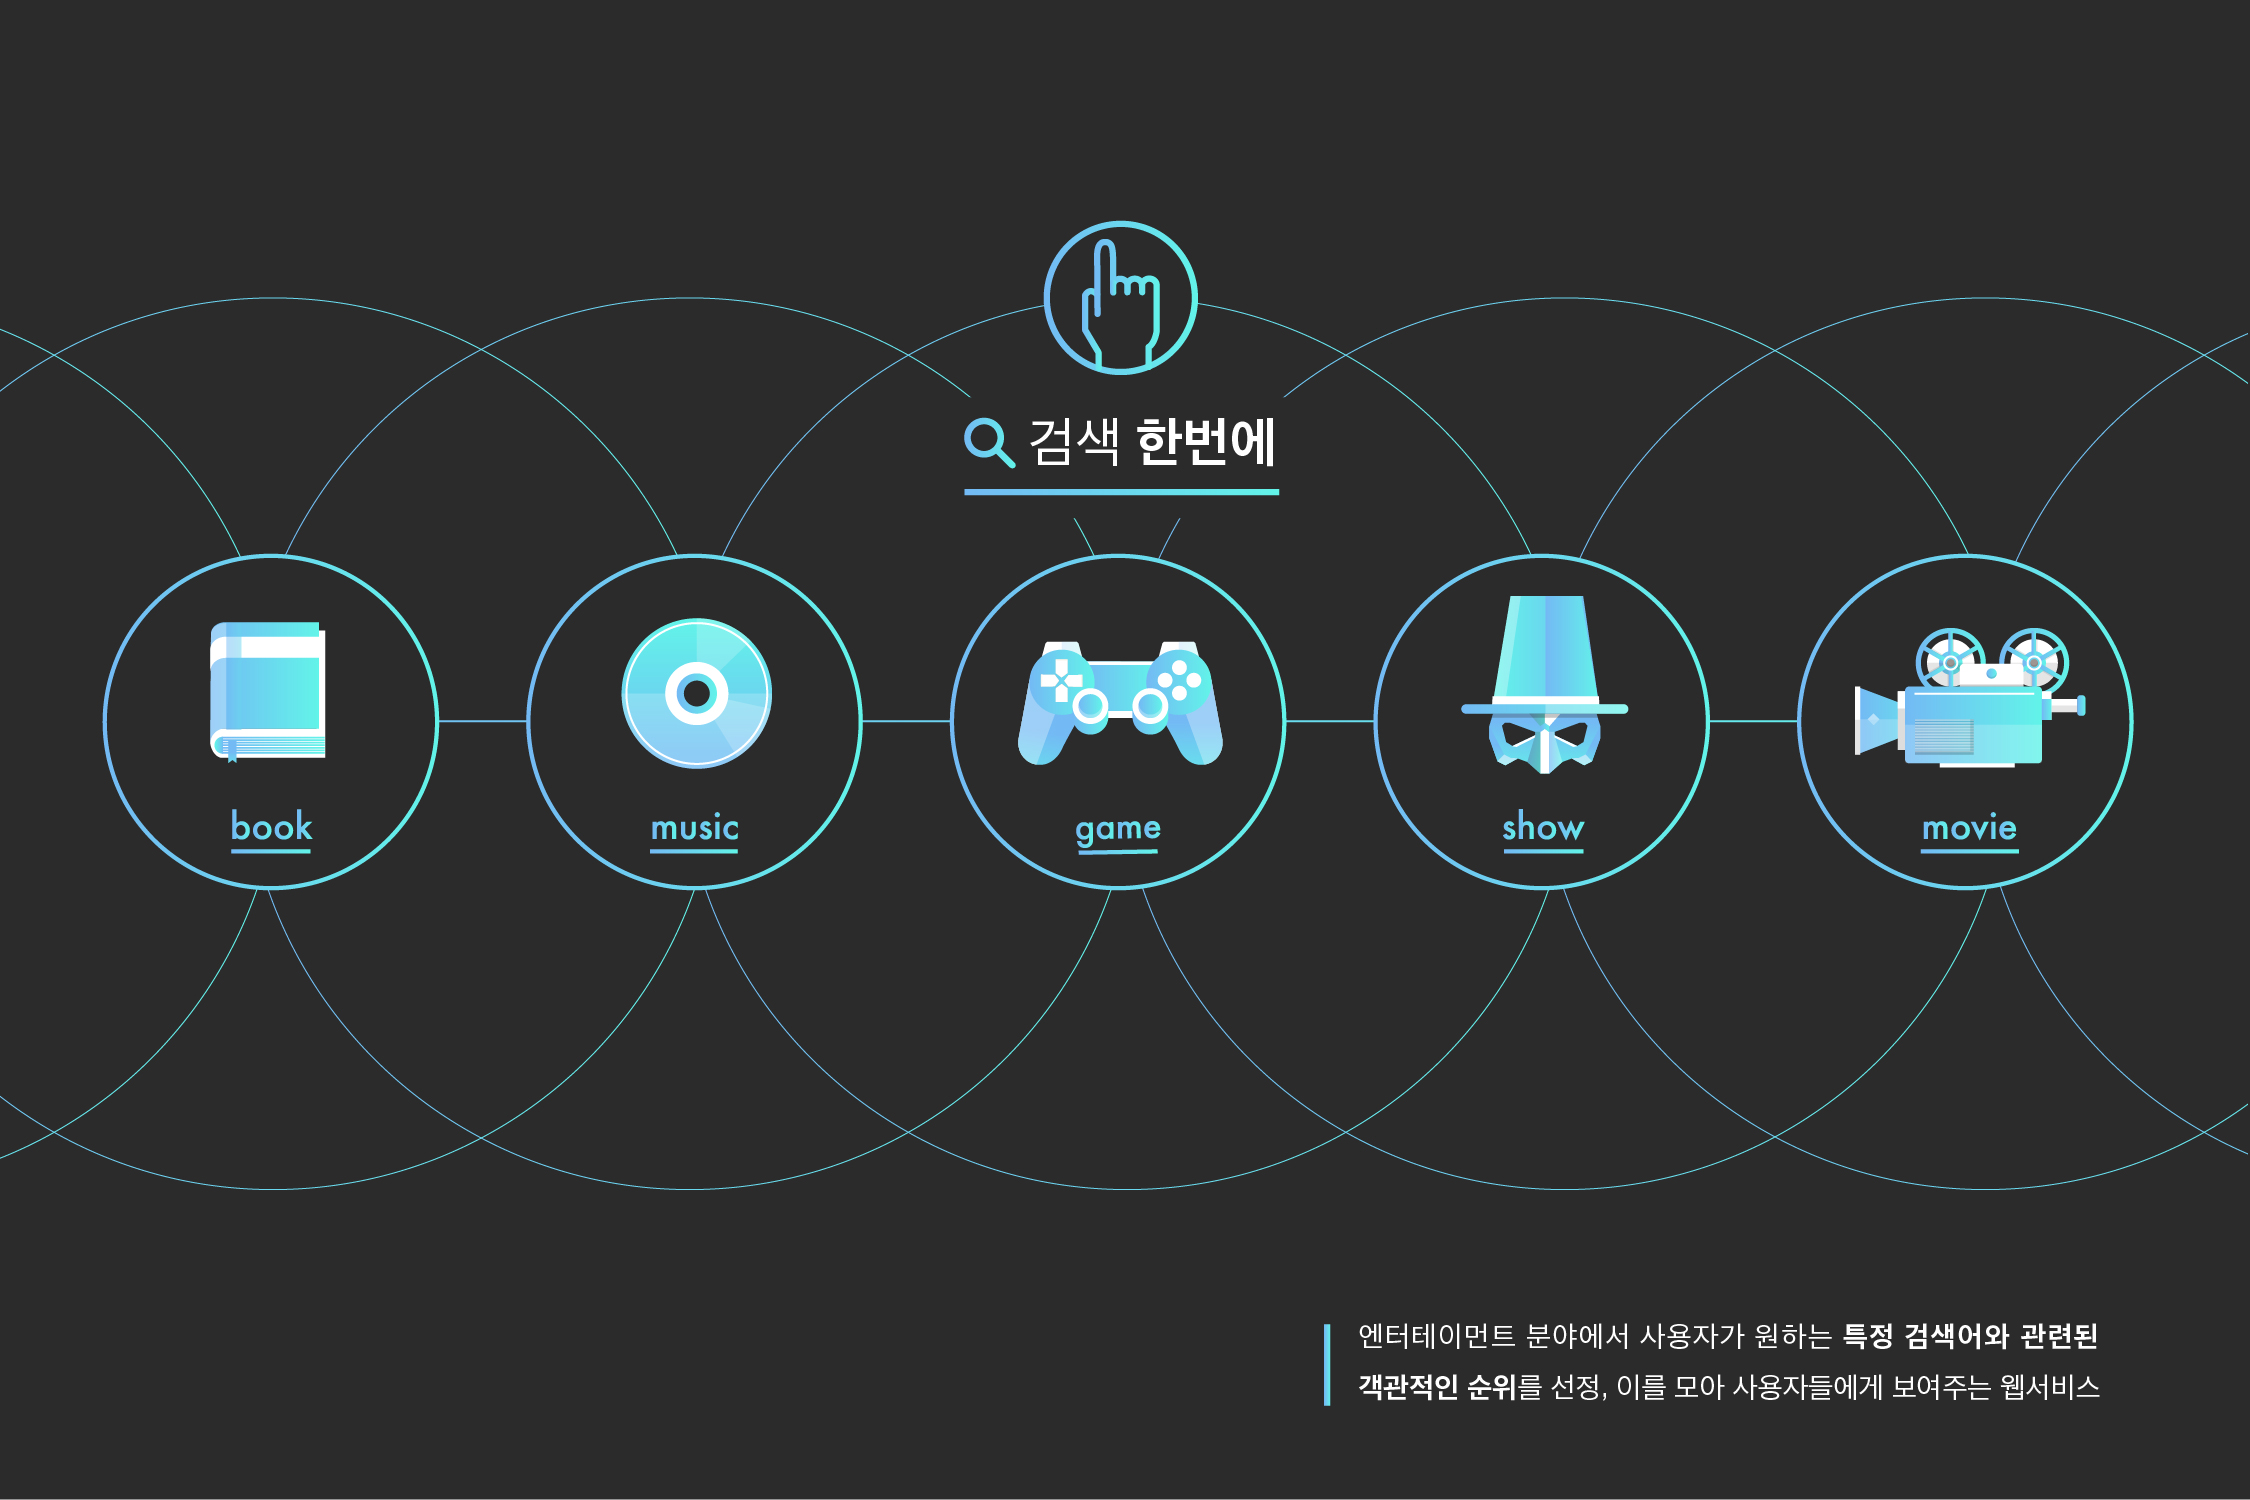 검색 한번에
book
music
game
show
movie
엔터테이먼트 분야에서 사용자가 원하는 특정 검색어와 관련된
객관적인 순위를 선정, 이를 모아 사용자들에게 보여주는 웹서비스